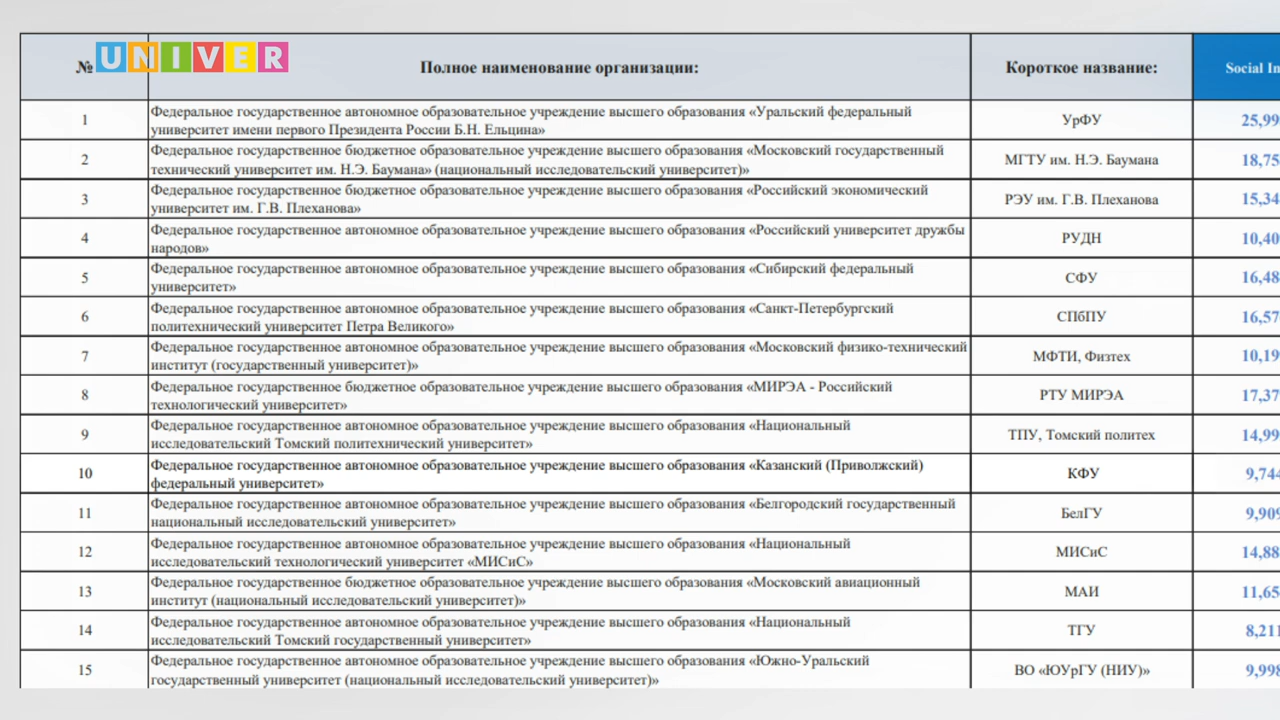 №
UNIVER
Полное наименование организации:
Короткое название:
Social In
1
Федеральное государственное автономное образовательное учреждение высшего образования «Уральский федеральный
университет имени первого Президента России Б.Н. Ельцина»
УрФУ
25,99
2
Федеральное государственное бюджетное образовательное учреждение высшего образования «Московский государственный
технический университет им. Н.Э. Баумана» (национальный исследовательский университет)»
МГТУ им. Н.Э. Баумана
18,75
3
Федеральное государственное бюджетное образовательное учреждение высшего образования «Российский экономический
университет им. Г.В. Плеханова»
РЭУ им. Г.В. Плеханова
15,34
4
Федеральное государственное автономное образовательное учреждение высшего образования «Российский университет дружбы
народов»
РУДН
10,40
5
Федеральное государственное автономное образовательное учреждение высшего образования «Сибирский федеральный
университет»
СФУ
16,48
6
Федеральное государственное автономное образовательное учреждение высшего образования «Санкт-Петербургский
политехнический университет Петра Великого»
СПбПУ
16,57
7
Федеральное государственное автономное образовательное учреждение высшего образования «Московский физико-технический
институт (государственный университет)»
МФТИ, Физтех
10,19
8
Федеральное государственное бюджетное образовательное учреждение высшего образования «МИРЭА - Российский
технологический университет»
РТУ МИРЭА
17,37
9
Федеральное государственное автономное образовательное учреждение высшего образования «Национальный
исследовательский Томский политехнический университет»
ТПУ, Томский политех
14,99
10
Федеральное государственное автономное образовательное учреждение высшего образования «Казанский (Приволжский)
федеральный университет»
КФУ
9,744
11
Федеральное государственное автономное образовательное учреждение высшего образования «Белгородский государственный
национальный исследовательский университет»
БелГУ
9,909
12
Федеральное государственное автономное образовательное учреждение высшего образования «Национальный
исследовательский технологический университет «МИСиС»
МИСиС
14,88
13
Федеральное государственное бюджетное образовательное учреждение высшего образования «Московский авиационный
институт (национальный исследовательский университет)»
МАИ
11,65
14
Федеральное государственное автономное образовательное учреждение высшего образования «Национальный
исследовательский Томский государственный университет»
ТГУ
8,211
15
Федеральное государственное автономное образовательное учреждение высшего образования «Южно-Уральский
государственный университет (национальный исследовательский университет)»
ВО «ЮУрГУ (НИУ)»
9,998